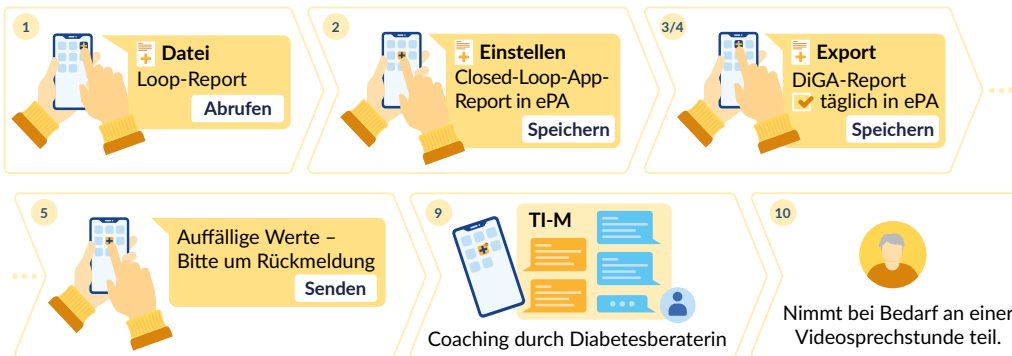 1
Datei
Loop-Report
Abrufen
2
Einstellen
Closed-Loop-App-
Report in ePA
Speichern
3/4
Export
DiGA-Report
täglich in ePA
Speichern
5
Auffällige Werte –
Bitte um Rückmeldung
Senden
9
TI-M
Coaching durch Diabetesberaterin
10
Nimmt bei Bedarf an einer
Videosprechstunde teil.